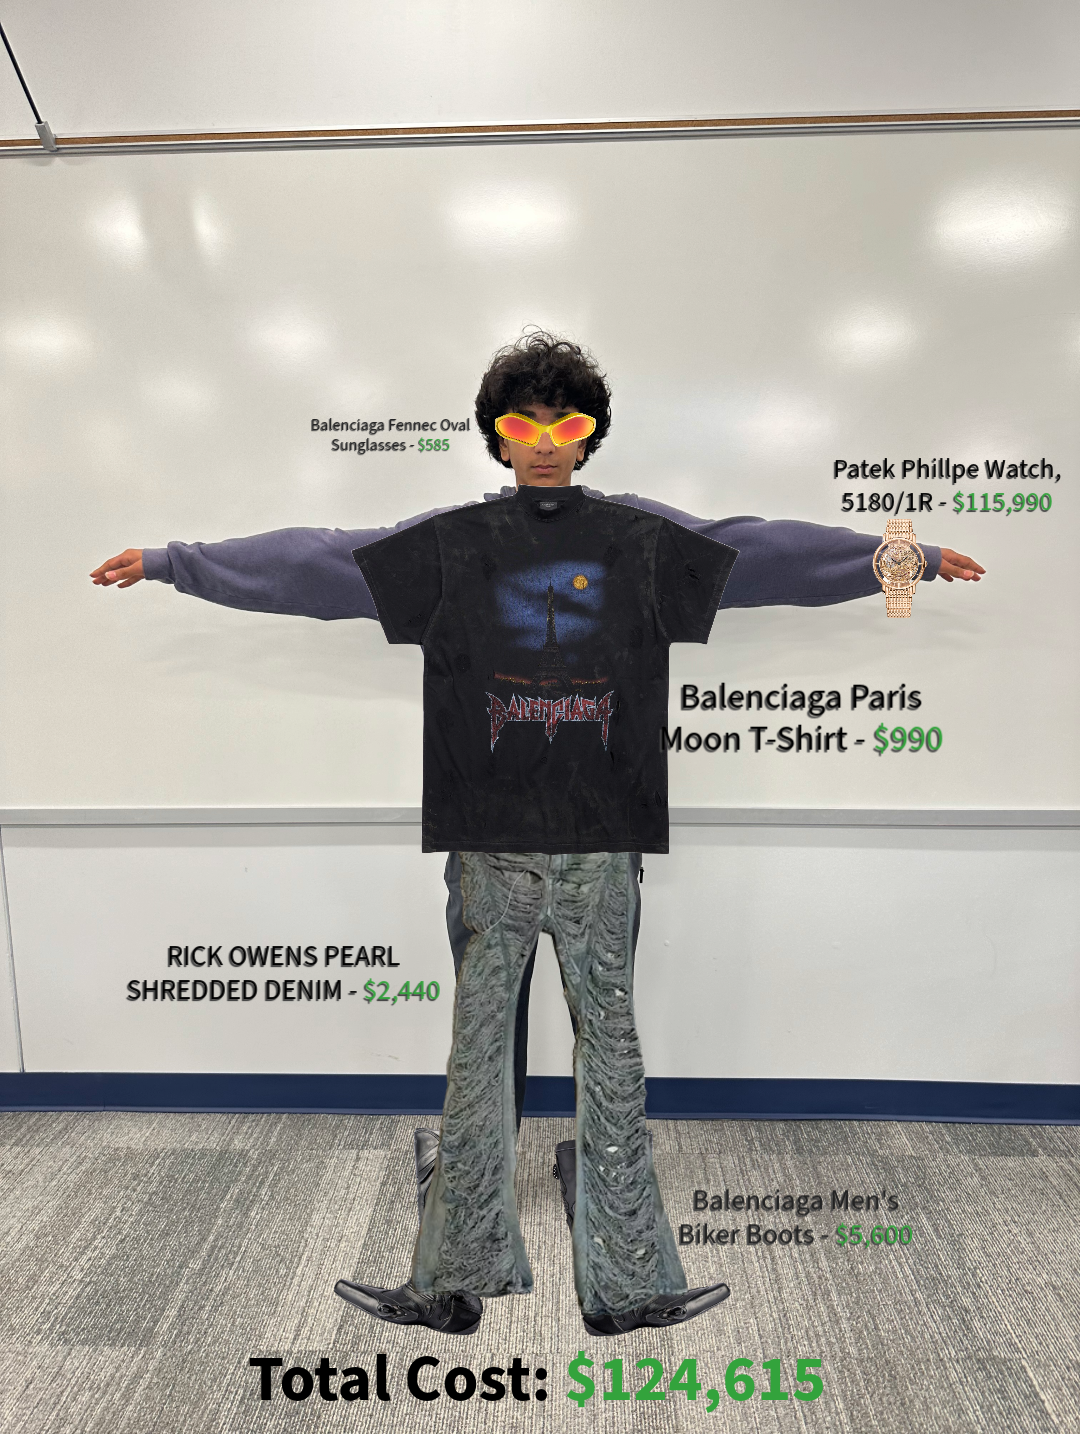 Balenciaga Fennec Oval
Sunglasses - $585
Patek Phillpe Watch,
5180/1R - $115,990
BALENCIAGA
Balenciaga Paris
Moon T-Shirt - $990
RICK OWENS PEARL
SHREDDED DENIM - $2,440
Balenciaga Men's
Biker Boots - $5,600
Total Cost: $124,615